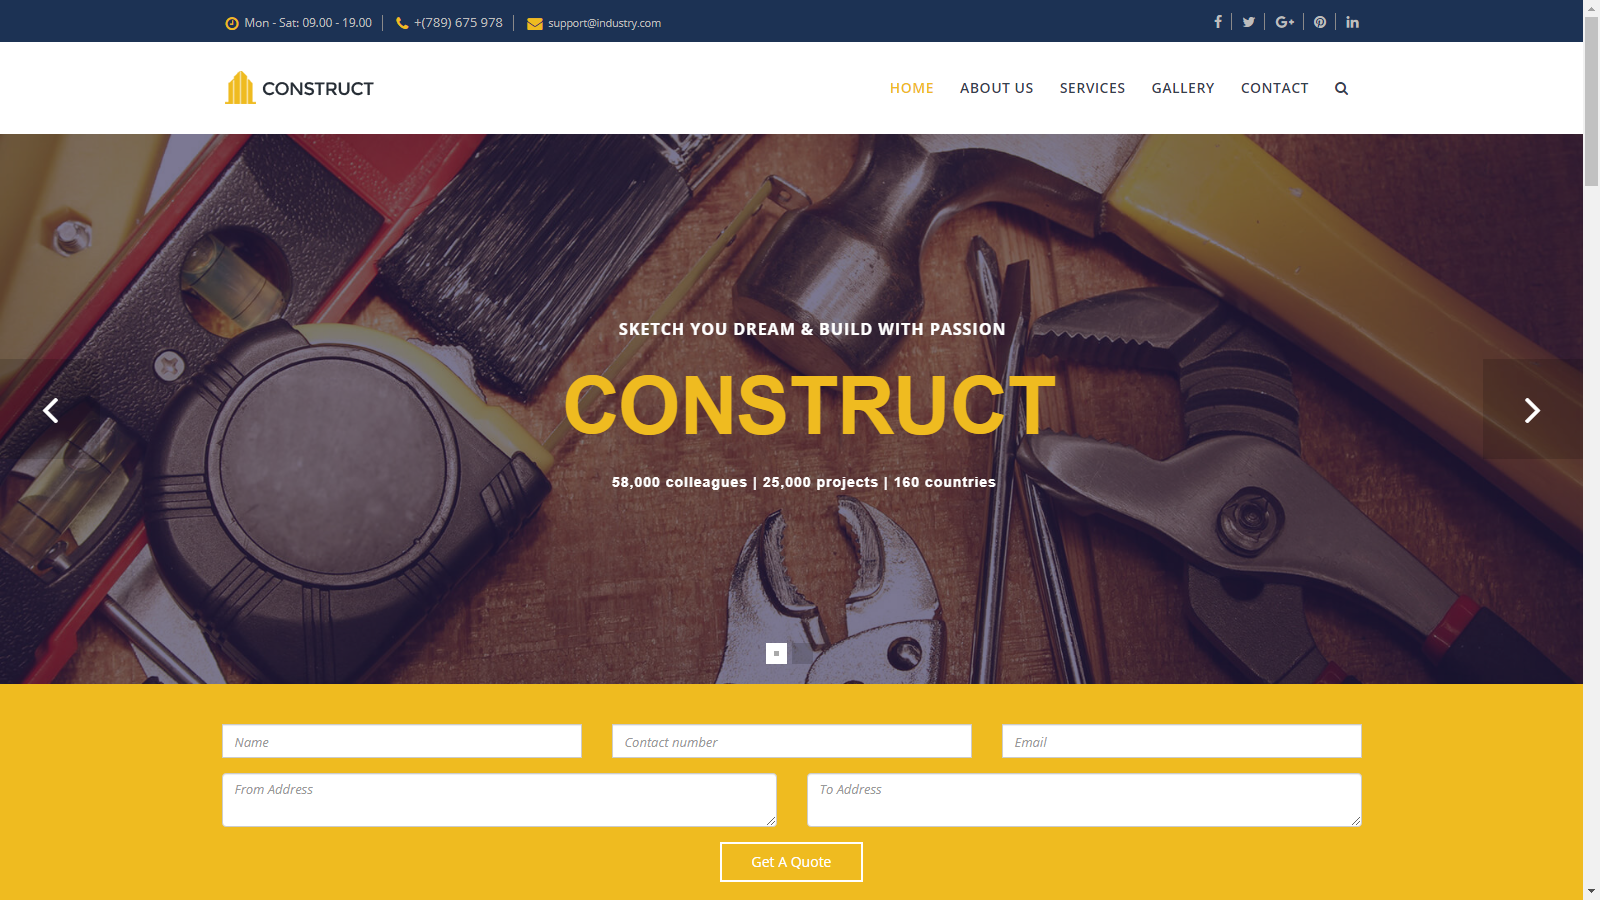 Mon - Sat: 09.00 - 19.00 +(789) 675 978 support@industry.com
CONSTRUCT
HOME ABOUT US SERVICES GALLERY CONTACT
SKETCH YOU DREAM & BUILD WITH PASSION
CONSTRUCT
58,000 colleagues | 25,000 projects | 160 countries
Name Contact number Email
From Address To Address
Get A Quote